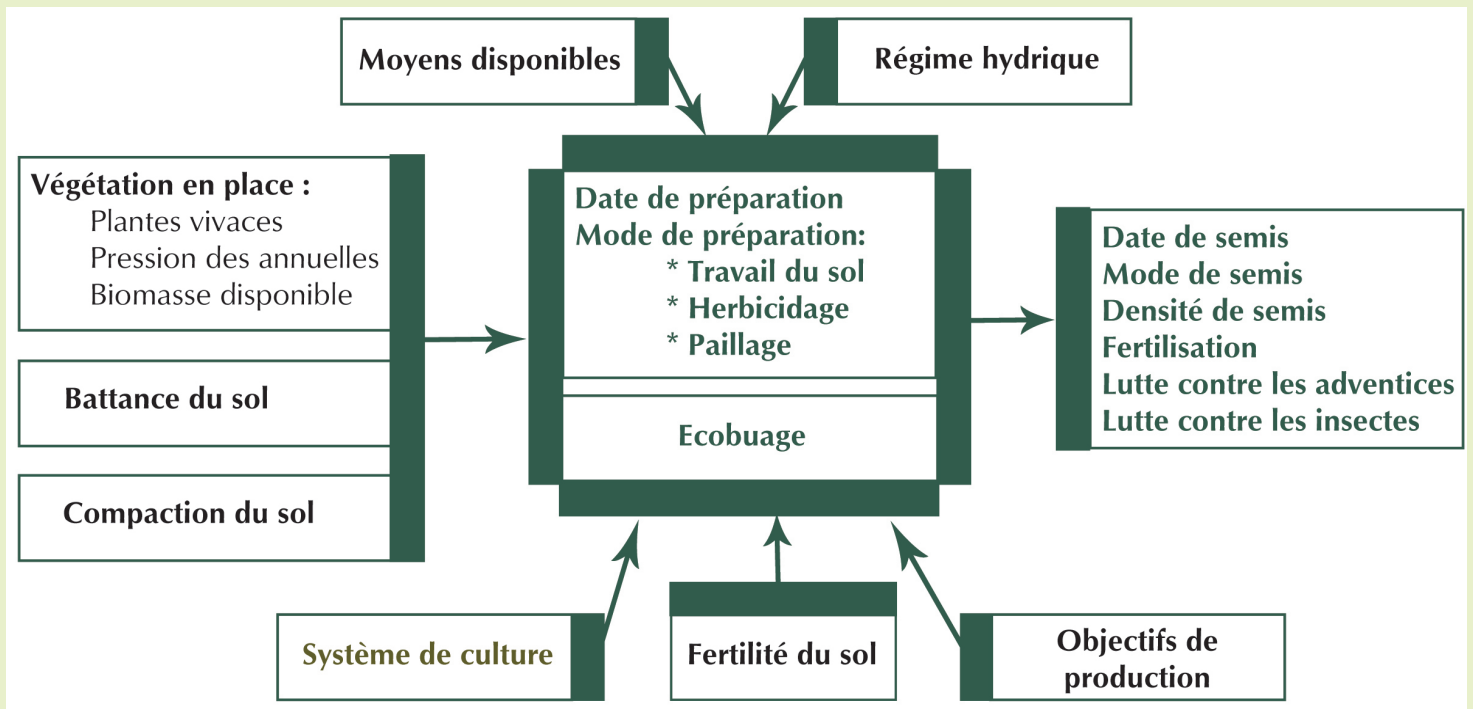 Moyens disponibles
Régime hydrique
Végétation en place :
Plantes vivaces
Pression des annuelles
Biomasse disponible
Battance du sol
Compaction du sol
Date de préparation
Mode de préparation:
* Travail du sol
* Herbicidage
* Paillage
Ecobuage
Date de semis
Mode de semis
Densité de semis
Fertilisation
Lutte contre les adventices
Lutte contre les insectes
Système de culture
Fertilité du sol
Objectifs de
production